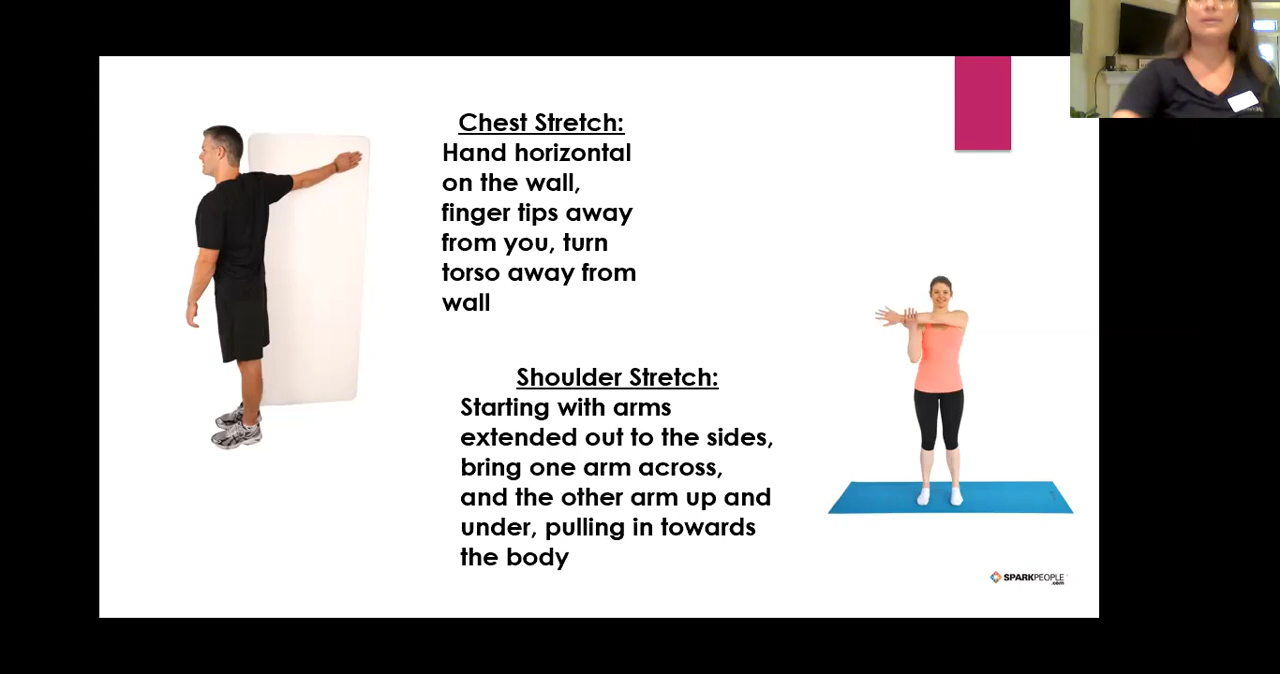 Chest Stretch:
Hand horizontal
on the wall,
finger tips away
from you, turn
torso away from
wall
Shoulder Stretch:
Starting with arms
extended out to the sides,
bring one arm across,
and the other arm up and
under, pulling in towards
the body
SPARKPEOPLE
.com